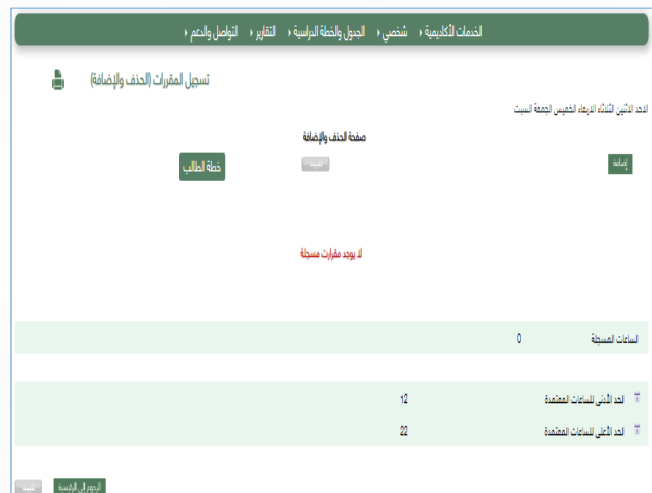 الخدمات الأكاديمية شخصي الجدول والخطة الدراسية التقارير التواصل والدعم
تسجيل المقررات (الحذف والإضافة)
الاحد الاثنين الثلاثاء الاربعاء الخميس الجمعة السبت
صفحة الحذف والإضافة
إضافة
خطة الطالب
لا يوجد مقررات مسجلة
الساعات المسجلة 0
الحد الأدنى للساعات المعتمدة 12
الحد الأعلى للساعات المعتمدة 22
الرجوع إلى الرئيسية